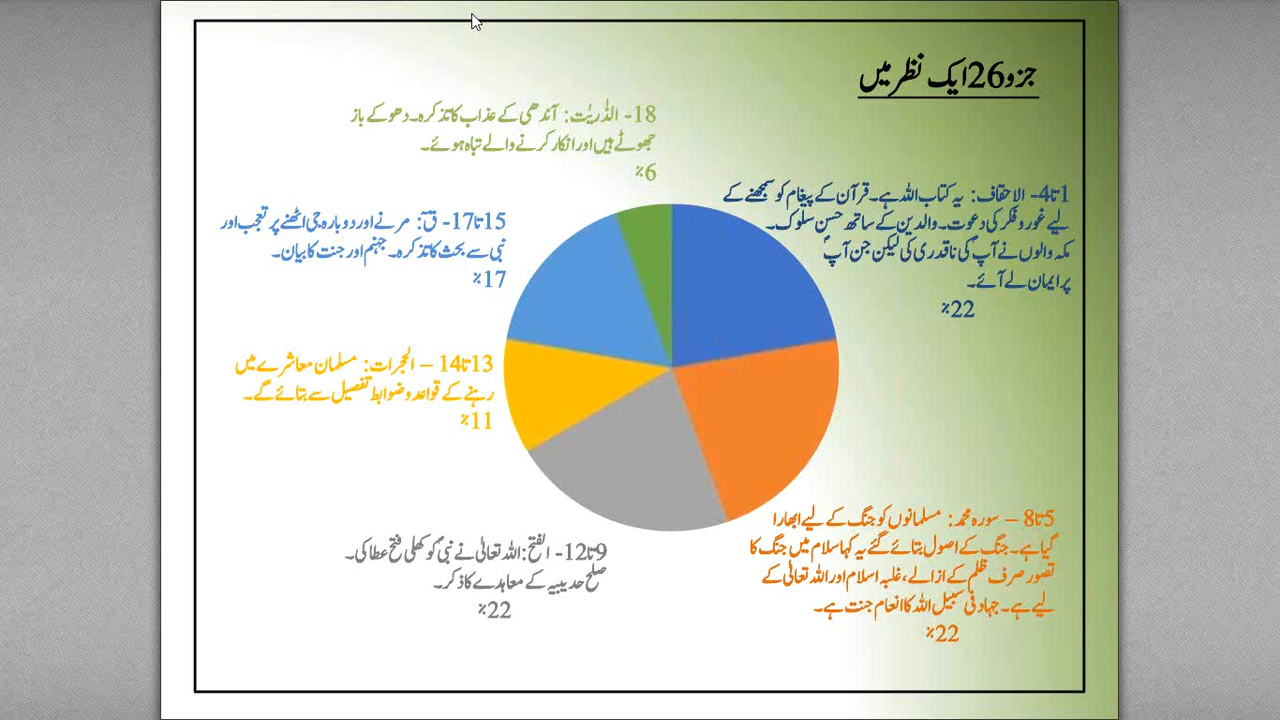 جزو26ایک نظر میں
1تا4- الاحقاف: یہ کتاب اللہ ہے۔ قرآن کے پیغام کو سمجھنے کے
لیے غور و فکر کی دعوت۔ والدین کے ساتھ حسن سلوک۔
مکہ والوں نے آپؐ کی ناقدری کی لیکن جن آپؐ
پر ایمان لے آئے۔
22٪
5تا8 – سورہ محمد: مسلمانوں کو جنگ کے لیے ابھارا
گیا ہے۔ جنگ کے اصول بتائے گئے یہ کہا اسلام میں جنگ کا
تصور صرف ظلم کے ازالے، غلبہ اسلام اور اللہ تعالیٰ کے
لیے ہے۔ جہاد فی سبیل اللہ کا انعام جنت ہے۔
22٪
9تا12- الفتح: اللہ تعالیٰ نے نبیؐ کو کھلی فتح عطا کی۔
صلح حدیبیہ کے معاہدے کا ذکر۔
22٪
13تا14 – الحجرات: مسلمان معاشرے میں
رہنے کے قواعد و ضوابط تفصیل سے بتائے گے۔
11٪
15تا17- قٓ: مرنے اور دوبارہ جی اٹھنے پر تعجب اور
نبی سے بحث کا تذکرہ۔ جہنم اور جنت کا بیان۔
17٪
18- الذّٰریٰت: آندھی کے عذاب کا تذکرہ۔ دھوکے باز
جھوٹے ہیں اور انکار کرنے والے تباہ ہوئے۔
6٪